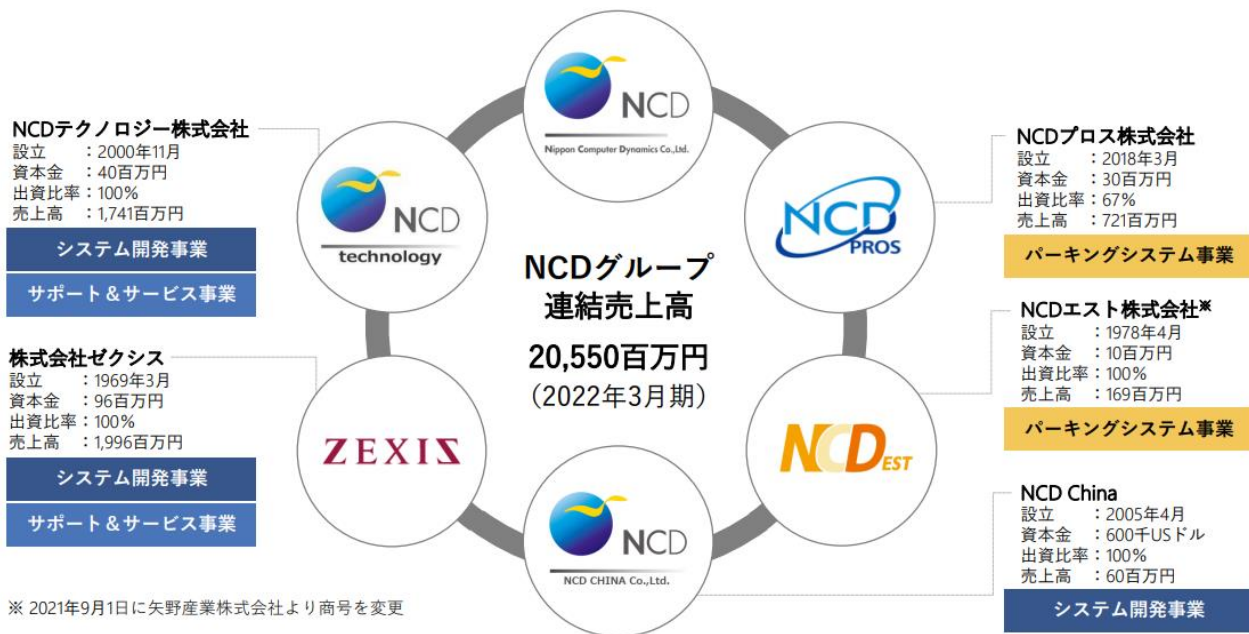 NCD
Nippon Computer Dynamics Co.,Ltd.
NCDテクノロジー株式会社
設立　：2000年11月
資本金　：40百万円
出資比率：100%
売上高　：1,741百万円
システム開発事業
サポート＆サービス事業
NCD
technology
株式会社ゼクシス
設立　：1969年3月
資本金　：96百万円
出資比率：100%
売上高　：1,996百万円
システム開発事業
サポート＆サービス事業
ZEXIS
NCDグループ
連結売上高
20,550百万円
（2022年3月期）
NCD
PROS
NCDプロス株式会社
設立　：2018年3月
資本金　：30百万円
出資比率：67%
売上高　：721百万円
パーキングシステム事業
NCD EST
NCDエスト株式会社※
設立　：1978年4月
資本金　：10百万円
出資比率：100%
売上高　：169百万円
パーキングシステム事業
NCD
NCD CHINA Co.,Ltd.
NCD China
設立　：2005年4月
資本金　：600千USドル
出資比率：100%
売上高　：60百万円
システム開発事業
※ 2021年9月1日に矢野産業株式会社より商号を変更